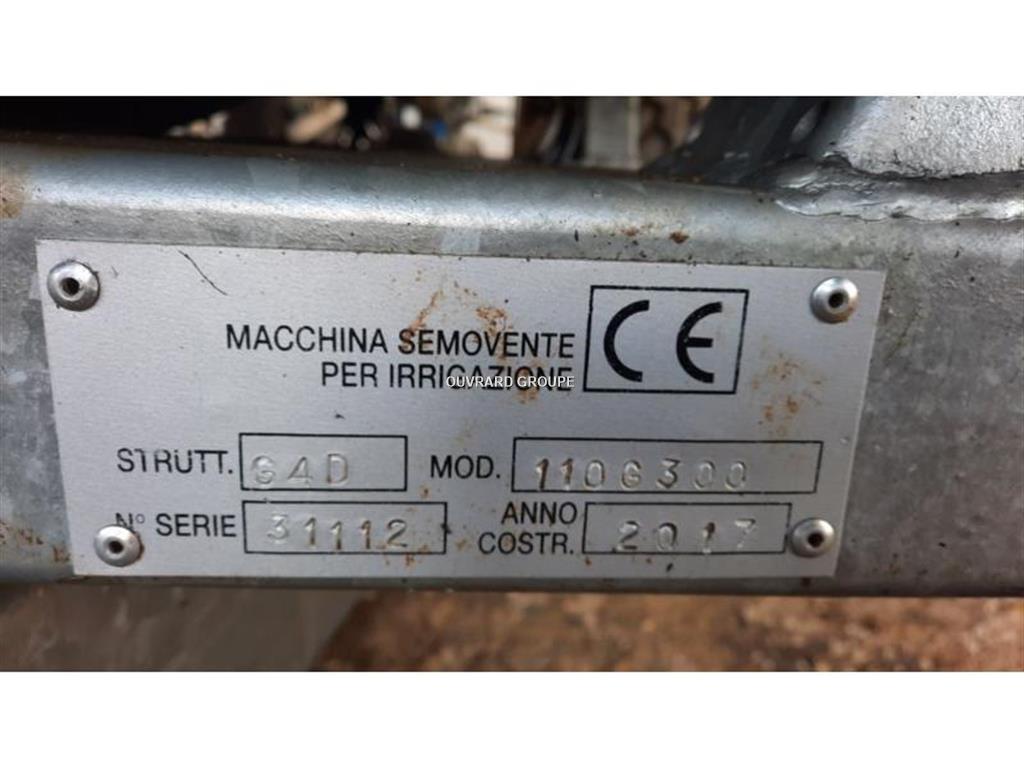 MACCHINA SEMOVENTE
PER IRRIGAZIONE
CE
OUVRARD GROUPE
STRUTT. G4D
MOD. 110G300
N° SERIE 31112
ANNO COSTR. 2017